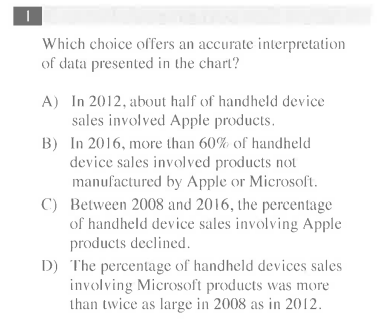 1
Which choice offers an accurate interpretation
of data presented in the chart?
A) In 2012, about half of handheld device
sales involved Apple products.
B) In 2016, more than 60% of handheld
device sales involved products not
manufactured by Apple or Microsoft.
C) Between 2008 and 2016, the percentage
of handheld device sales involving Apple
products declined.
D) The percentage of handheld devices sales
involving Microsoft products was more
than twice as large in 2008 as in 2012.